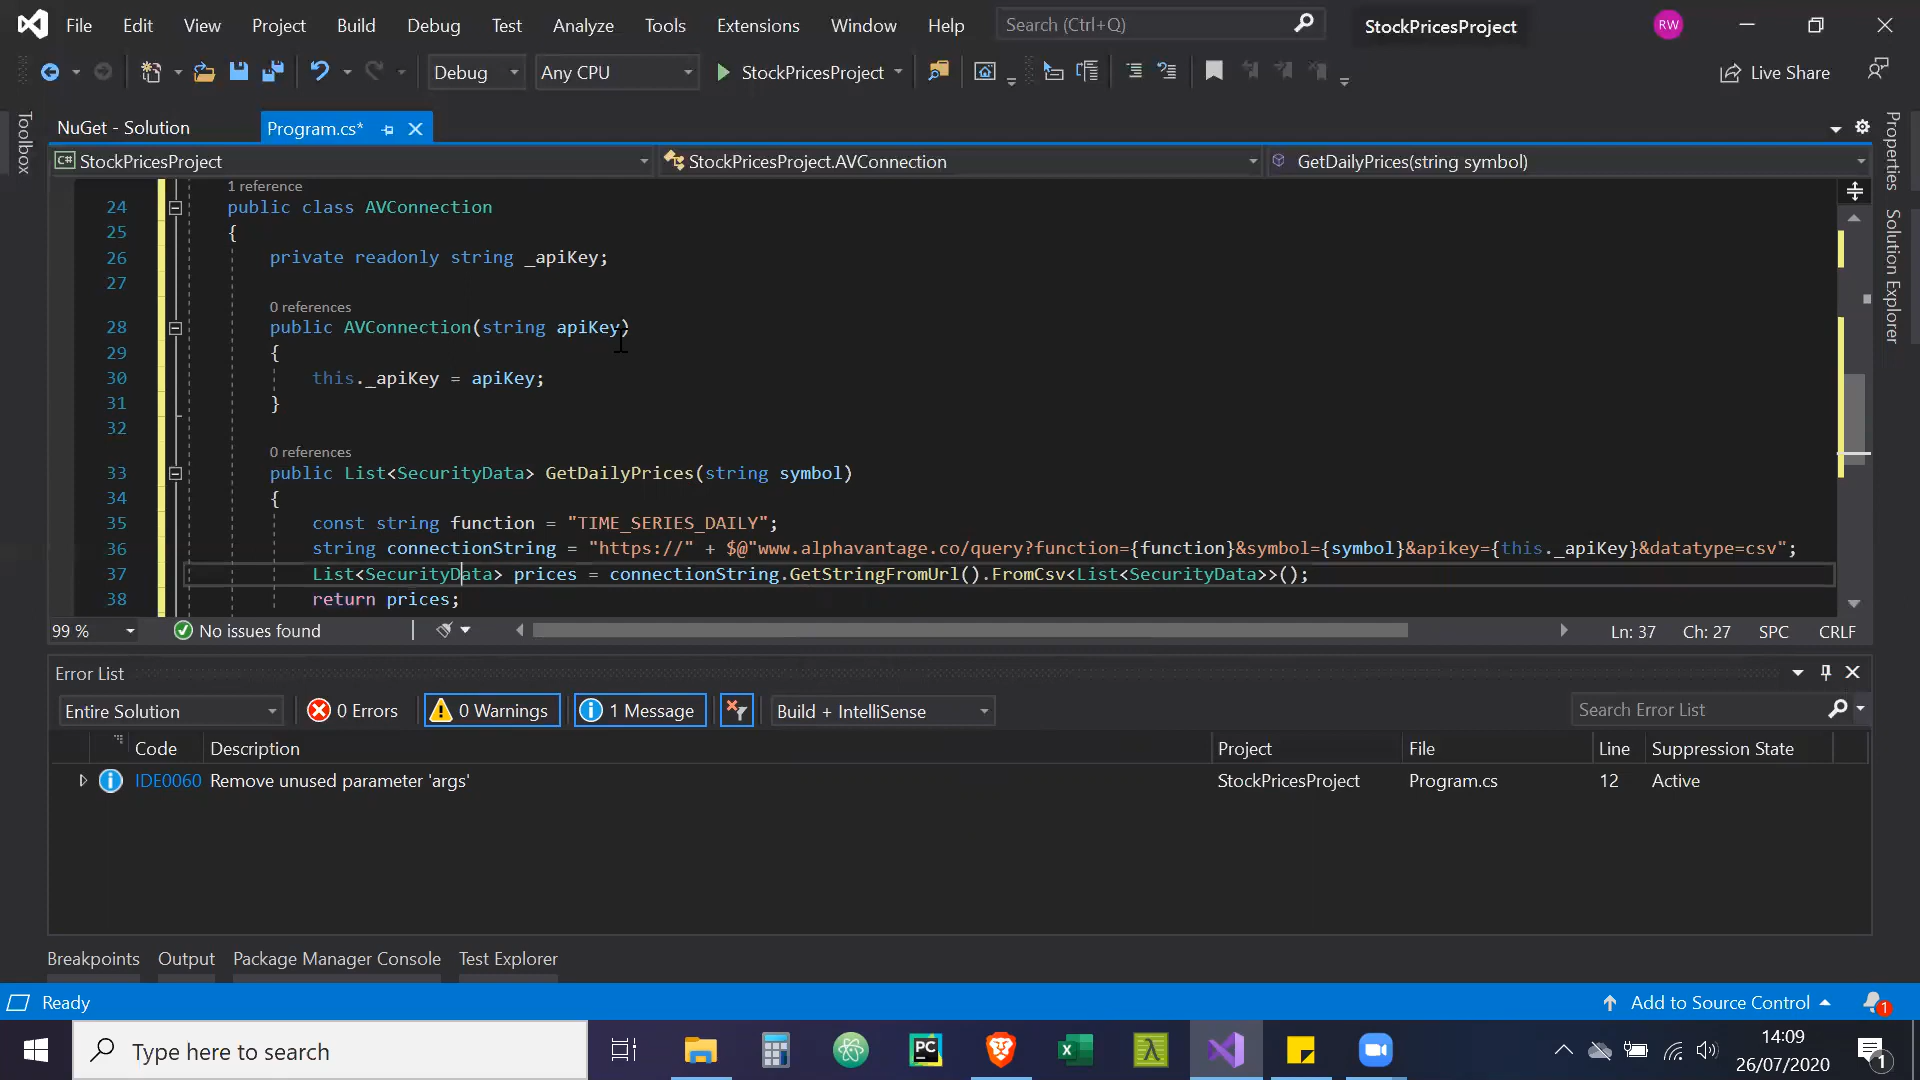 File Edit View Project Build Debug Test Analyze Tools Extensions Window Help Search (Ctrl+Q) StockPricesProject RW
Debug Any CPU StockPricesProject Live Share
Toolbox
NuGet - Solution Program.cs*
StockPricesProject StockPricesProject.AVConnection GetDailyPrices(string symbol)
Properties
Solution Explorer
1 reference
24 public class AVConnection
25 {
26 private readonly string _apiKey;
27
0 references
28 public AVConnection(string apiKey)
29 {
30 this._apiKey = apiKey;
31 }
32
0 references
33 public List<SecurityData> GetDailyPrices(string symbol)
34 {
35 const string function = "TIME_SERIES_DAILY";
36 string connectionString = "https://" + $@"www.alphavantage.co/query?function={function}&symbol={symbol}&apikey={this._apiKey}&datatype=csv";
37 List<SecurityData> prices = connectionString.GetStringFromUrl().FromCsv<List<SecurityData>>();
38 return prices;
99 % No issues found Ln: 37 Ch: 27 SPC CRLF
Error List
Entire Solution 0 Errors 0 Warnings 1 Message Build + IntelliSense Search Error List
Code Description Project File Line Suppression State
IDE0060 Remove unused parameter 'args' StockPricesProject Program.cs 12 Active
Breakpoints Output Package Manager Console Test Explorer
Ready Add to Source Control 1
Type here to search PC 14:09
26/07/2020 1